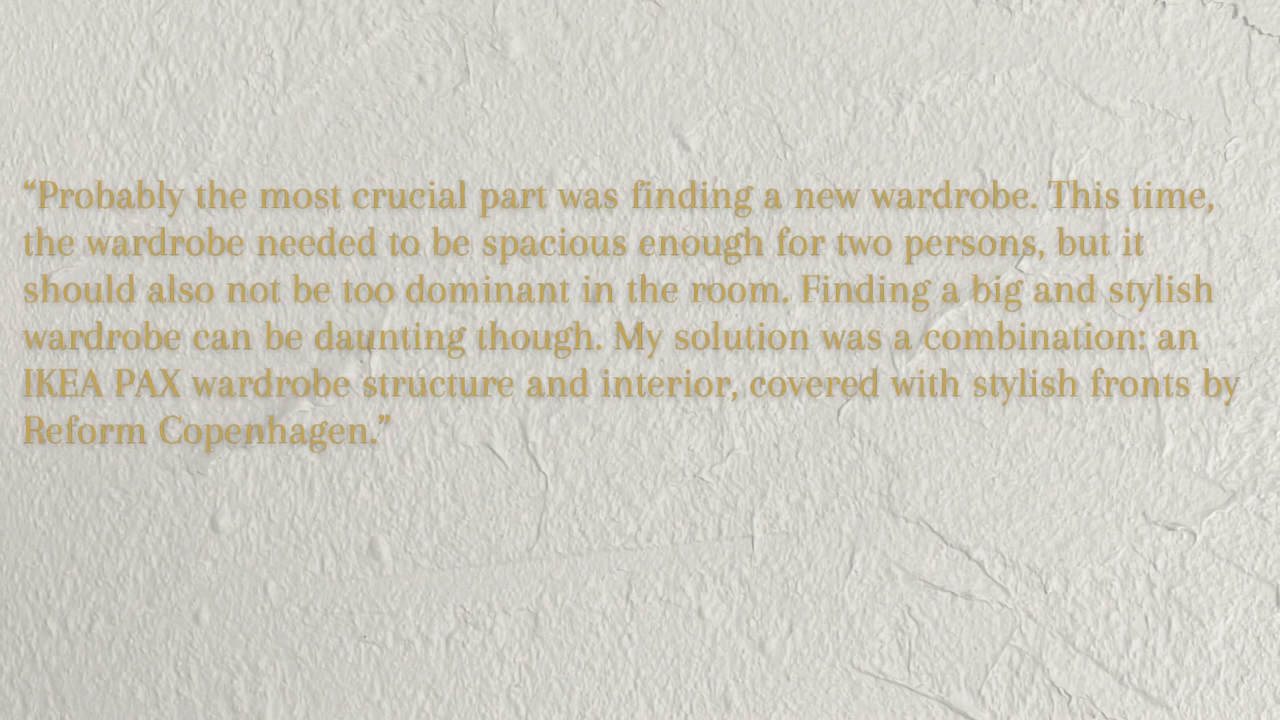 “Probably the most crucial part was finding a new wardrobe. This time,
the wardrobe needed to be spacious enough for two persons, but it
should also not be too dominant in the room. Finding a big and stylish
wardrobe can be daunting though. My solution was a combination: an
IKEA PAX wardrobe structure and interior, covered with stylish fronts by
Reform Copenhagen.”